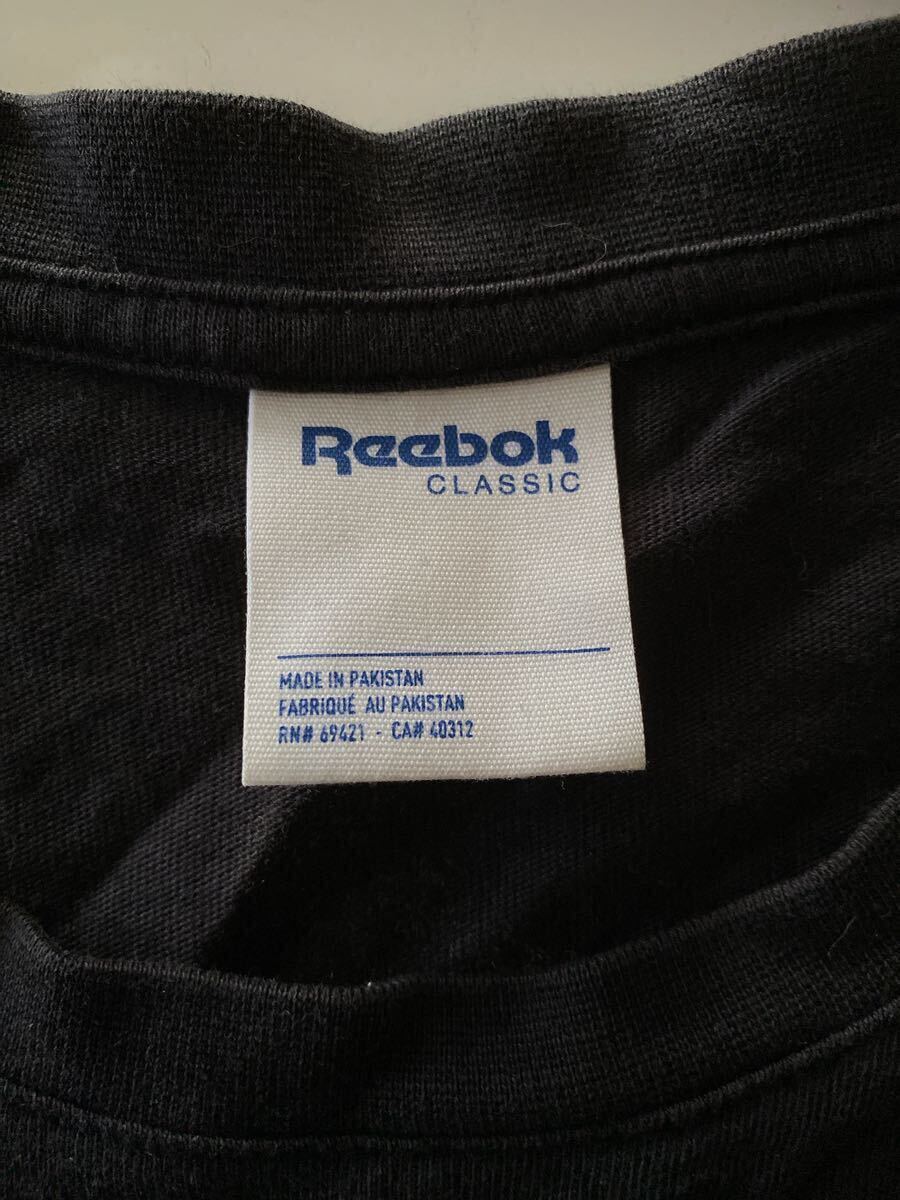 Reebok
CLASSIC
MADE IN PAKISTAN
FABRIQUÉ AU PAKISTAN
RN# 69421 - CA# 40312